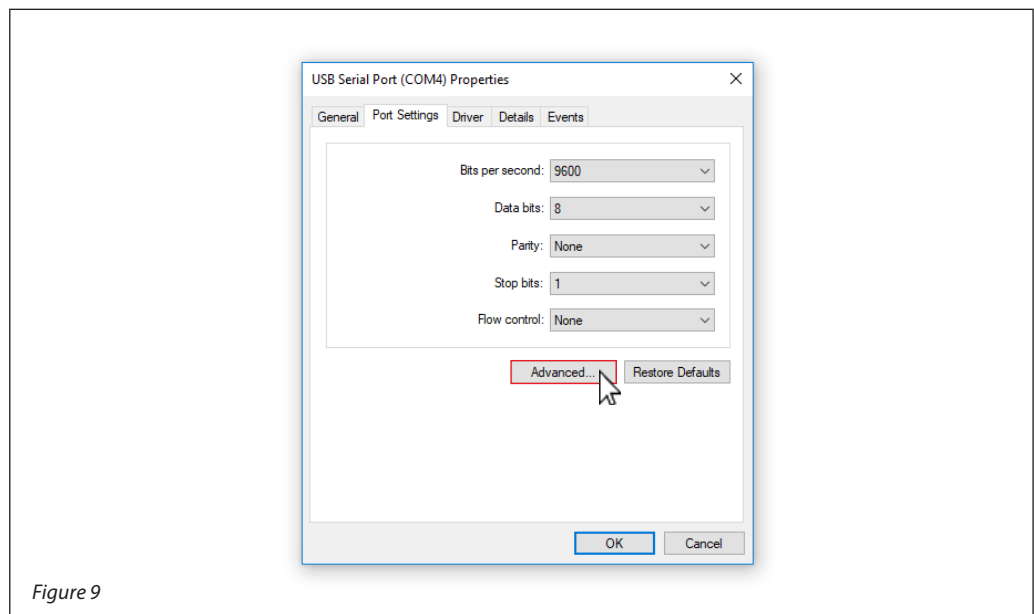 USB Serial Port (COM4) Properties
General Port Settings Driver Details Events
Bits per second: 9600
Data bits: 8
Parity: None
Stop bits: 1
Flow control: None
Advanced... Restore Defaults
OK Cancel
Figure 9